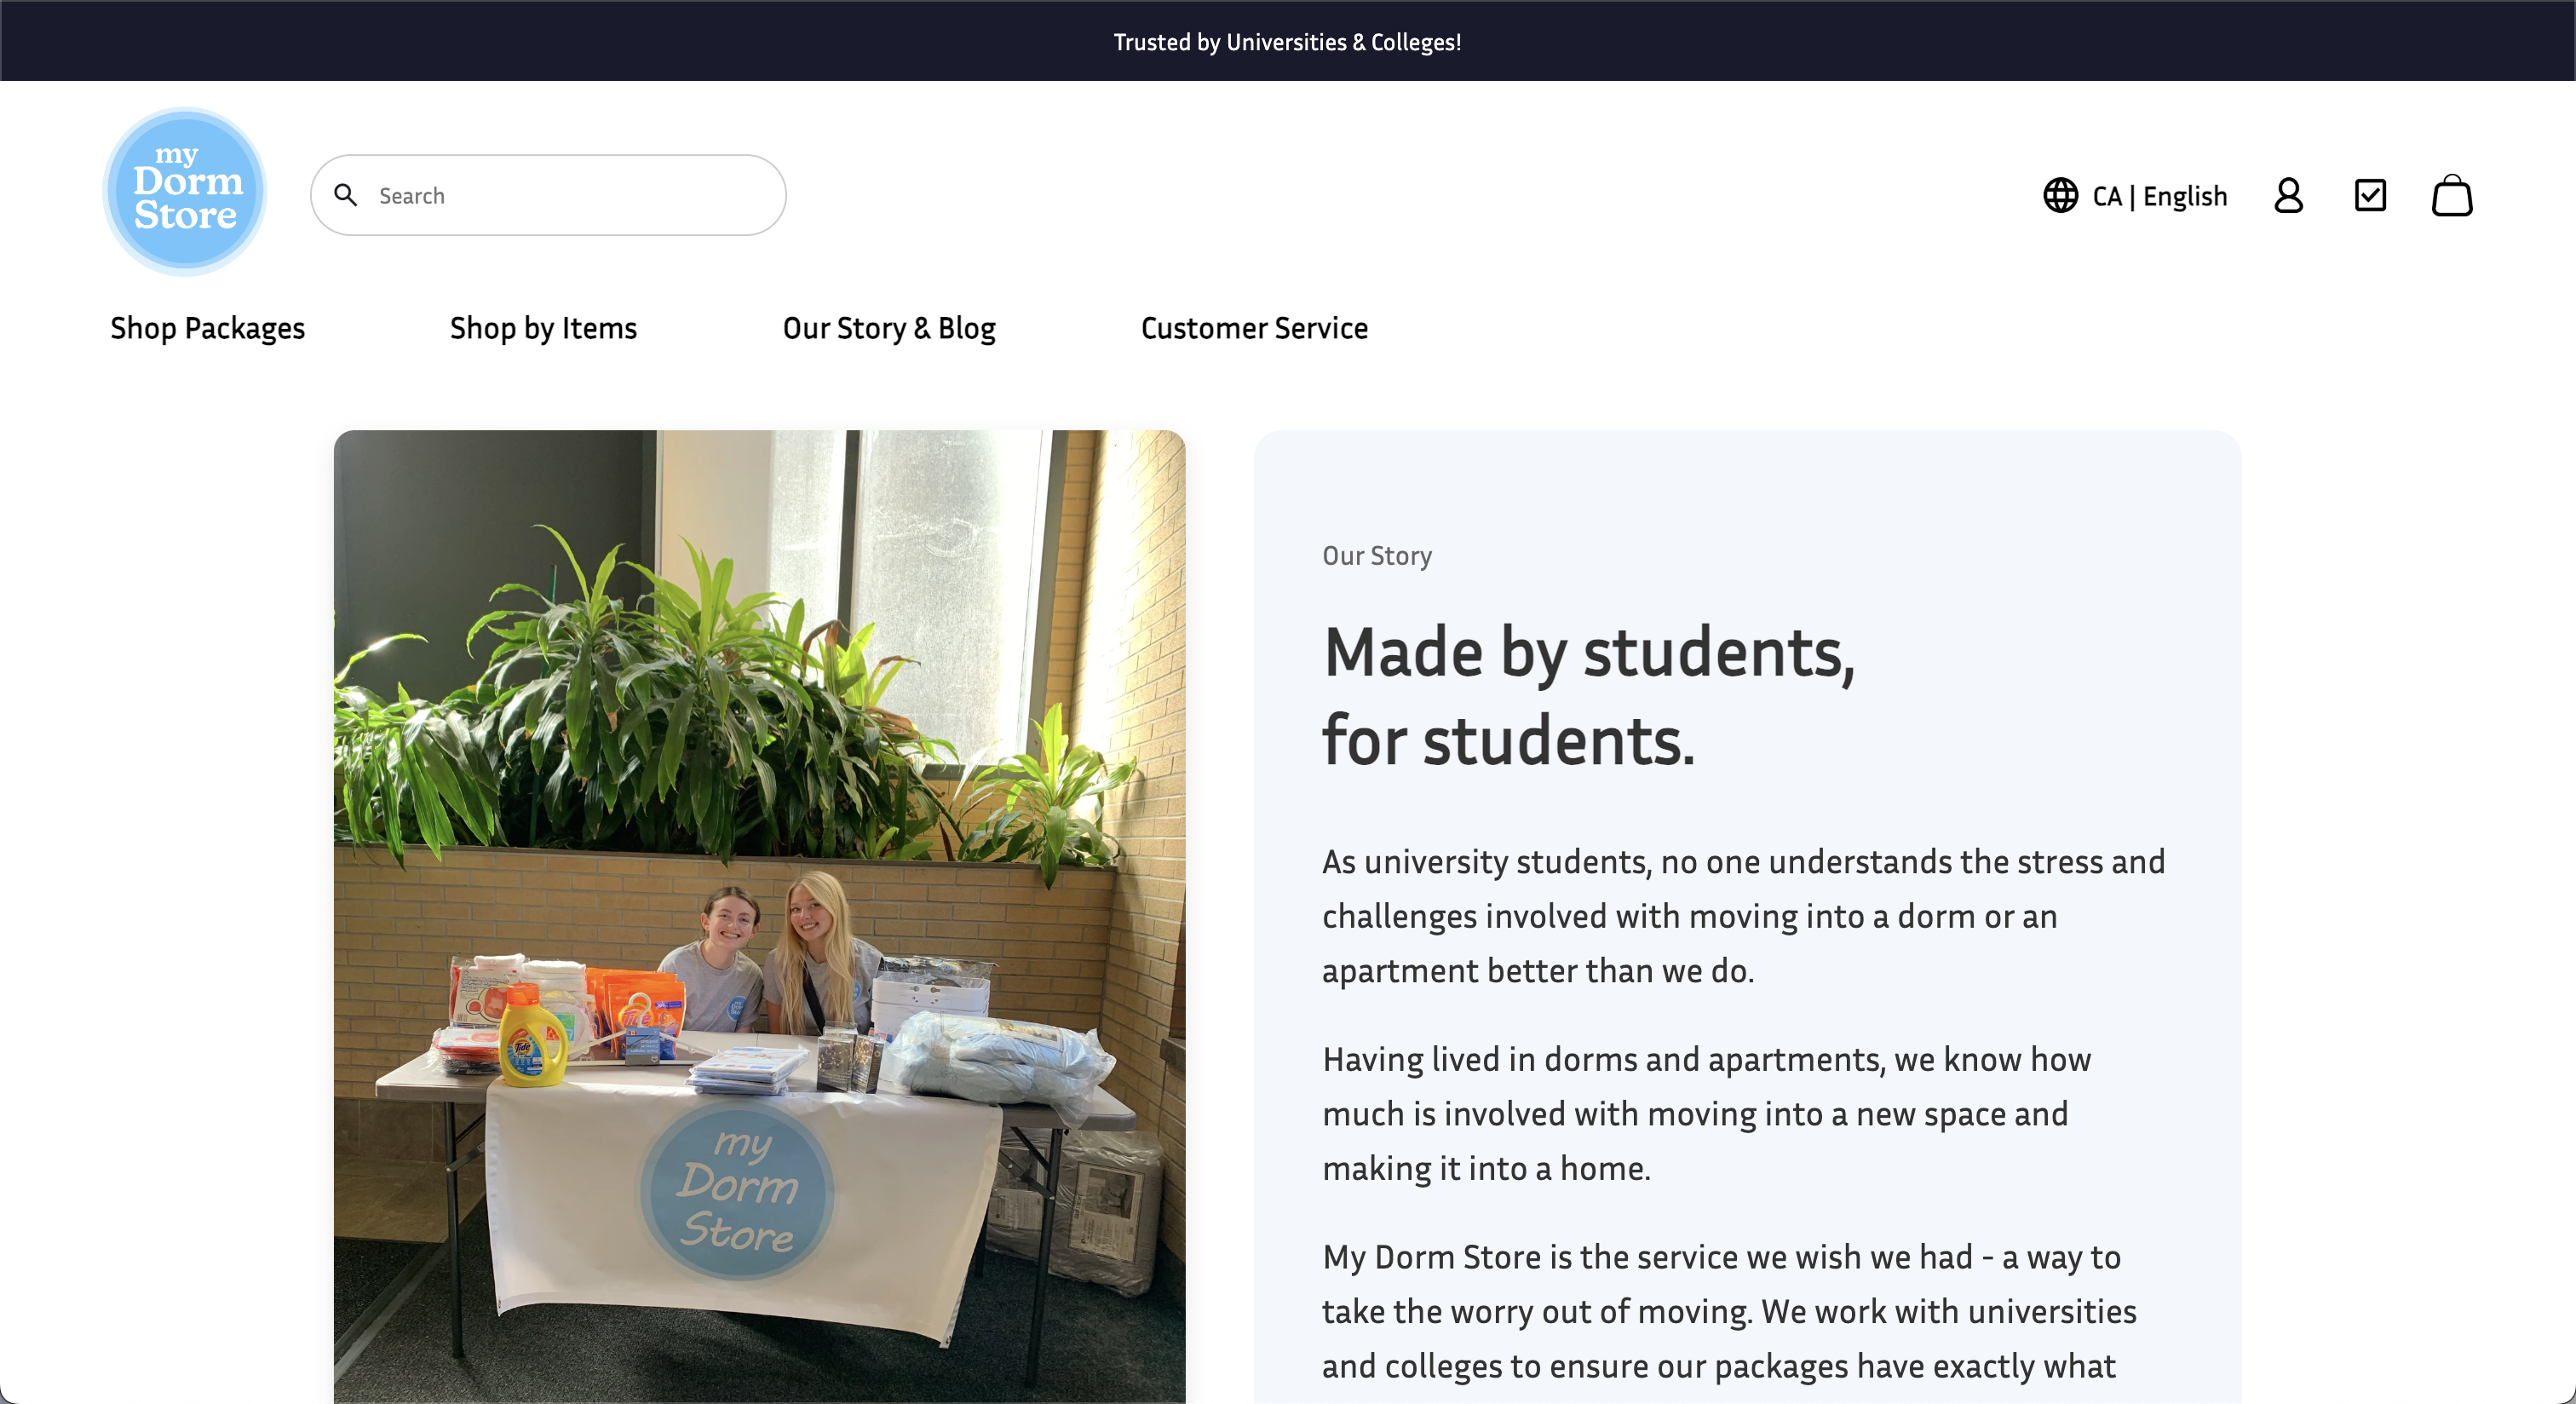 Trusted by Universities & Colleges!
my
Dorm
Store
Search
CA | English
Shop Packages
Shop by Items
Our Story & Blog
Customer Service
Tide
my
Dorm
Store
Our Story
Made by students,
for students.
As university students, no one understands the stress and
challenges involved with moving into a dorm or an
apartment better than we do.
Having lived in dorms and apartments, we know how
much is involved with moving into a new space and
making it into a home.
My Dorm Store is the service we wish we had - a way to
take the worry out of moving. We work with universities
and colleges to ensure our packages have exactly what